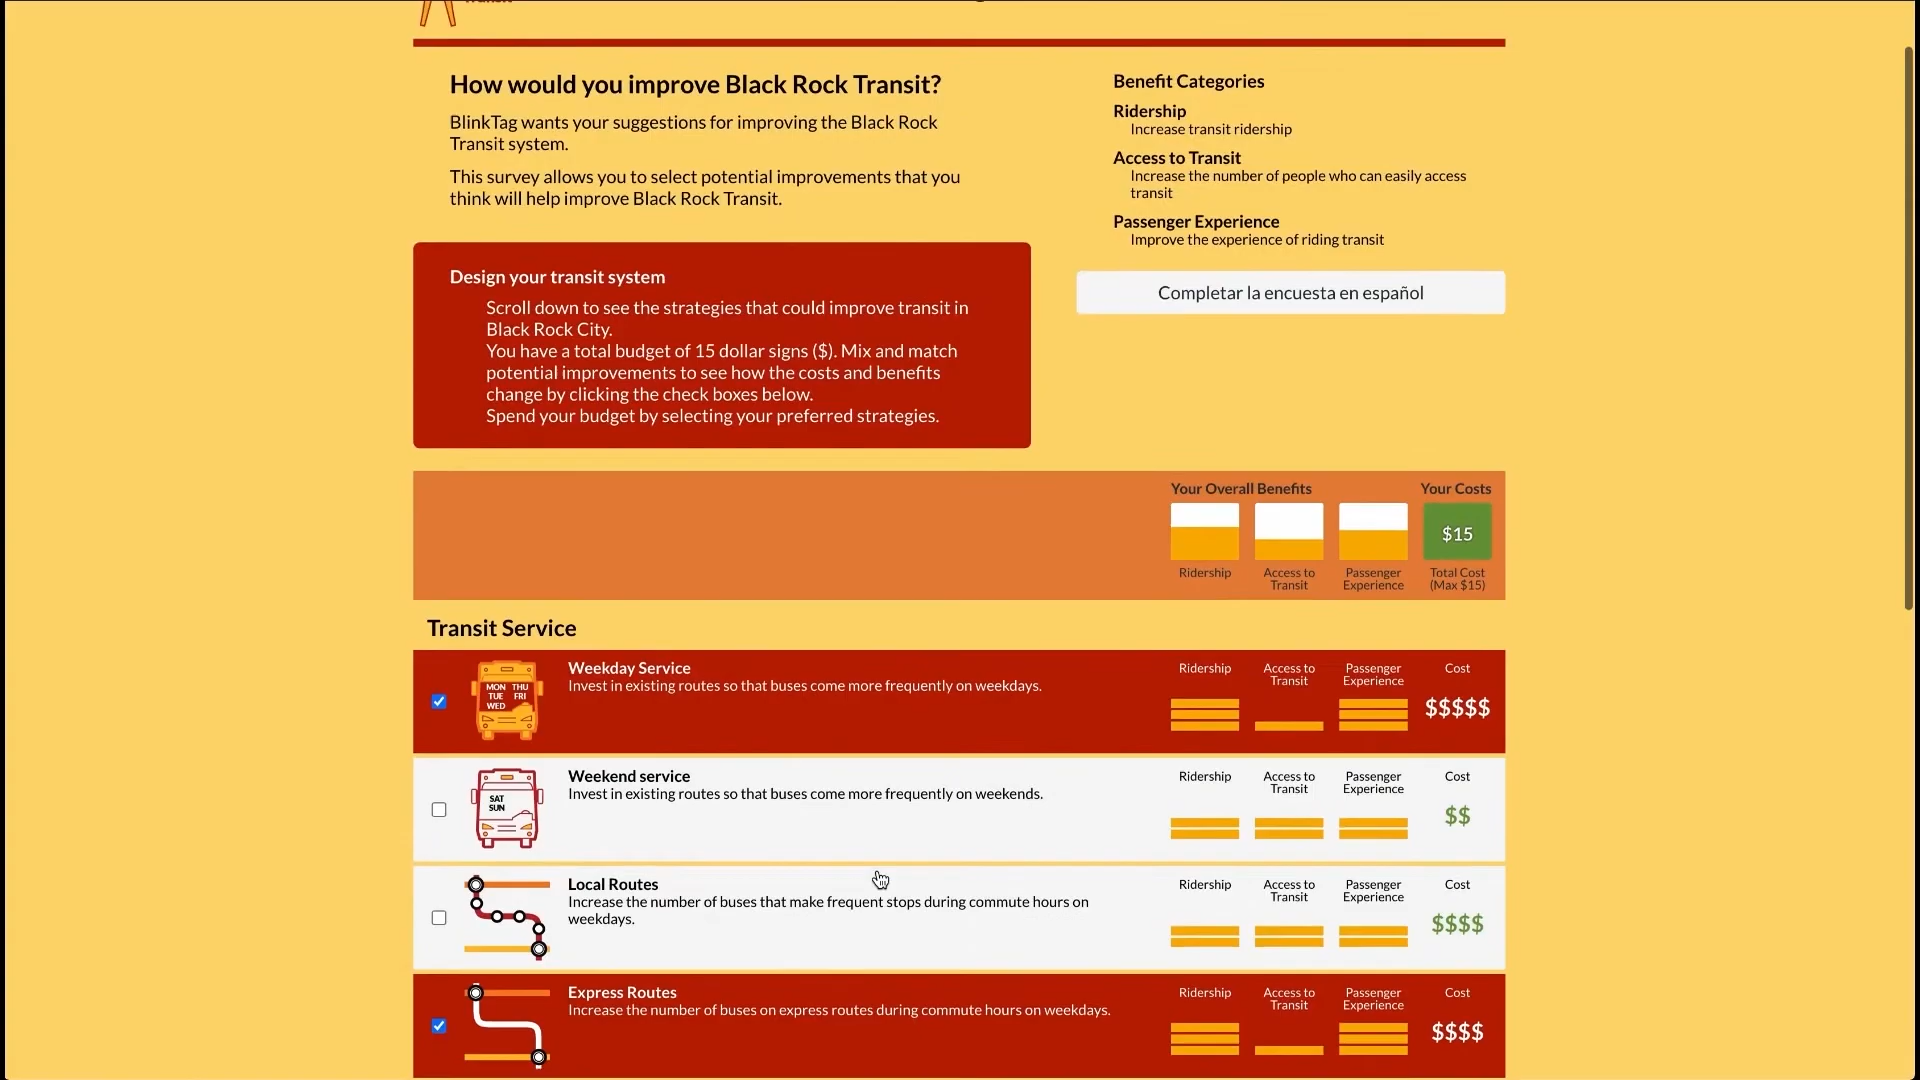 How would you improve Black Rock Transit?
BlinkTag wants your suggestions for improving the Black Rock
Transit system.
This survey allows you to select potential improvements that you
think will help improve Black Rock Transit.
Benefit Categories
Ridership
Increase transit ridership
Access to Transit
Increase the number of people who can easily access
transit
Passenger Experience
Improve the experience of riding transit
Completar la encuesta en español
Design your transit system
Scroll down to see the strategies that could improve transit in
Black Rock City.
You have a total budget of 15 dollar signs ($). Mix and match
potential improvements to see how the costs and benefits
change by clicking the check boxes below.
Spend your budget by selecting your preferred strategies.
Your Overall Benefits
Your Costs
$15
Ridership
Access to
Transit
Passenger
Experience
Total Cost
(Max $15)
Transit Service
MON THU
TUE FRI
WED
Weekday Service
Invest in existing routes so that buses come more frequently on weekdays.
Ridership
Access to
Transit
Passenger
Experience
Cost
$$$$$
SAT
SUN
Weekend service
Invest in existing routes so that buses come more frequently on weekends.
Ridership
Access to
Transit
Passenger
Experience
Cost
$$
Local Routes
Increase the number of buses that make frequent stops during commute hours on
weekdays.
Ridership
Access to
Transit
Passenger
Experience
Cost
$$$$
Express Routes
Increase the number of buses on express routes during commute hours on weekdays.
Ridership
Access to
Transit
Passenger
Experience
Cost
$$$$